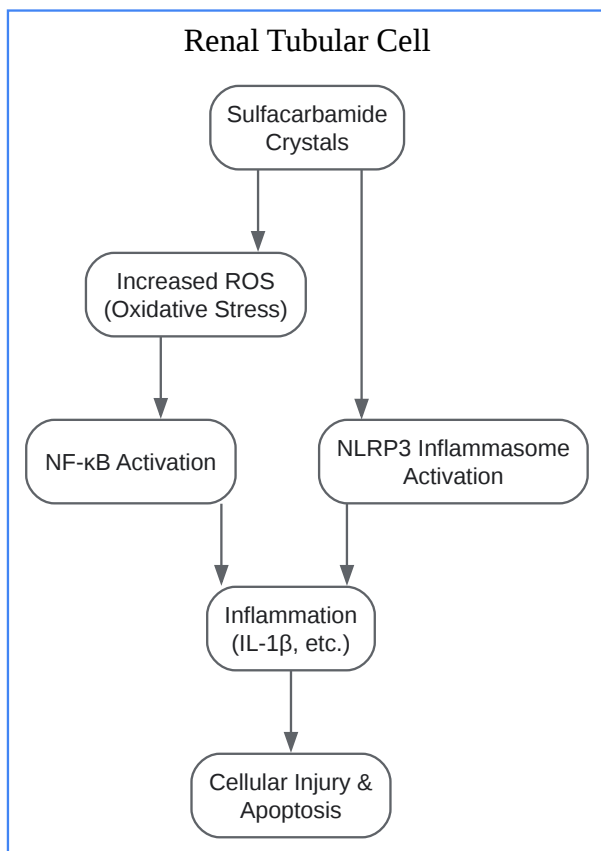 Renal Tubular Cell
Sulfacarbamide
Crystals
Increased ROS
(Oxidative Stress)
NF-κB Activation
NLRP3 Inflammasome
Activation
Inflammation
(IL-1β, etc.)
Cellular Injury &
Apoptosis